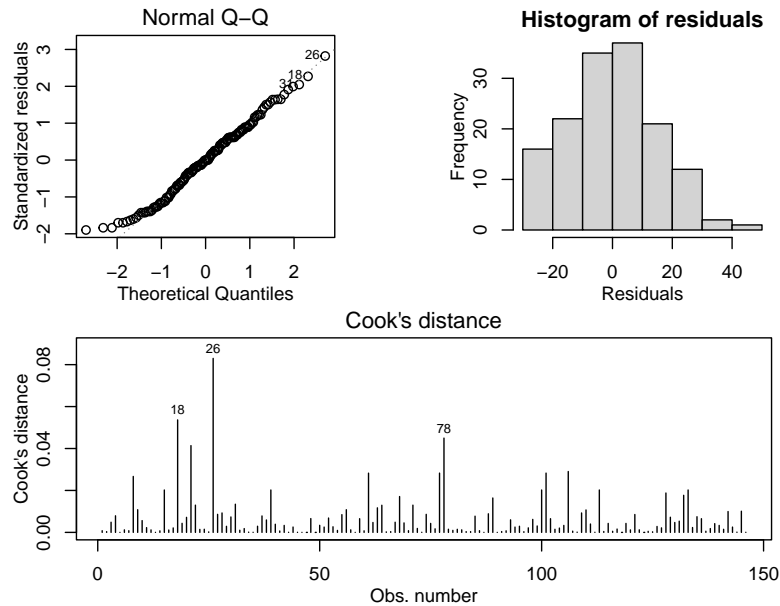 Normal Q−Q
Standardized residuals
3
2
1
0
−1
−2
26
18
31
−2 −1 0 1 2
Theoretical Quantiles
Histogram of residuals
Frequency
30
20
10
0
−20 0 20 40
Residuals
Cook's distance
Cook's distance
0.08
0.04
0.00
26
18
78
0 50 100 150
Obs. number